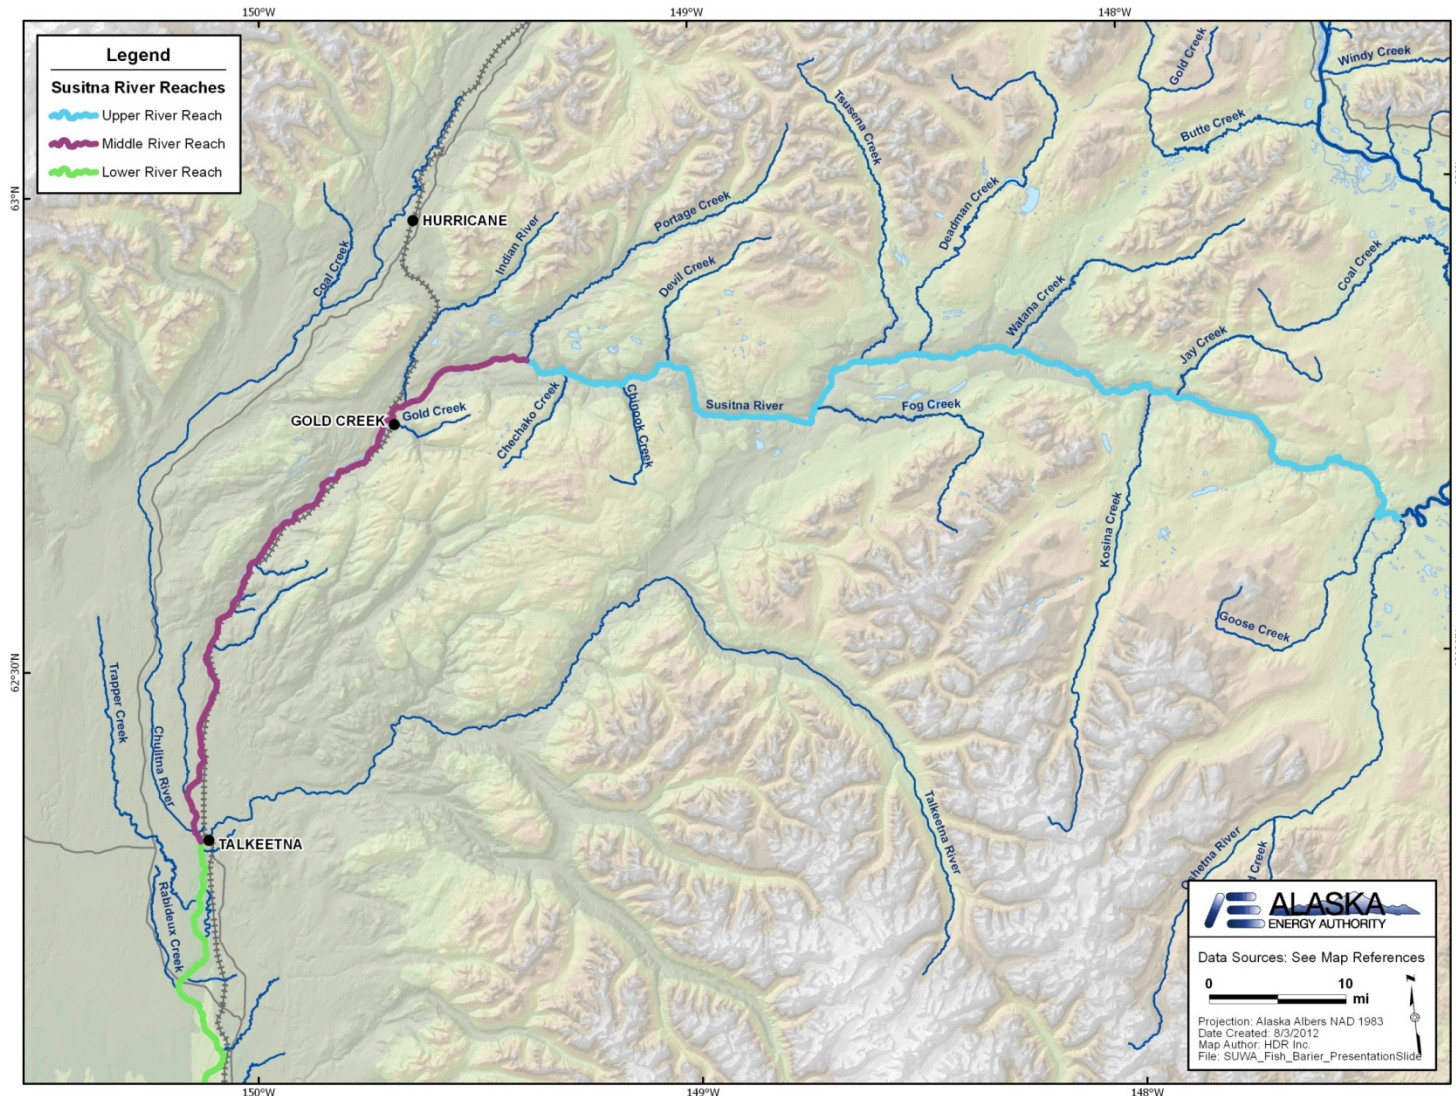 150°W
149°W
148°W
Legend
Susitna River Reaches
Upper River Reach
Middle River Reach
Lower River Reach
63°N
62°30'N
Gold Creek
Windy Creek
Butte Creek
Tsusena Creek
Deadman Creek
Portage Creek
HURRICANE
Indian River
Coal Creek
Devil Creek
Coal Creek
Watana Creek
Jay Creek
GOLD CREEK
Gold Creek
Chechako Creek
Chinook Creek
Susitna River
Fog Creek
Kosina Creek
Goose Creek
Trapper Creek
Chulitna River
TALKEETNA
Talkeetna River
Rabideux Creek
shetna River
d Creek
ALASKA
ENERGY AUTHORITY
Data Sources: See Map References
0 10
mi
Projection: Alaska Albers NAD 1983
Date Created: 8/3/2012
Map Author: HDR Inc.
File: SUWA_Fish_Barier_PresentationSlide
150°W
149°W
148°W